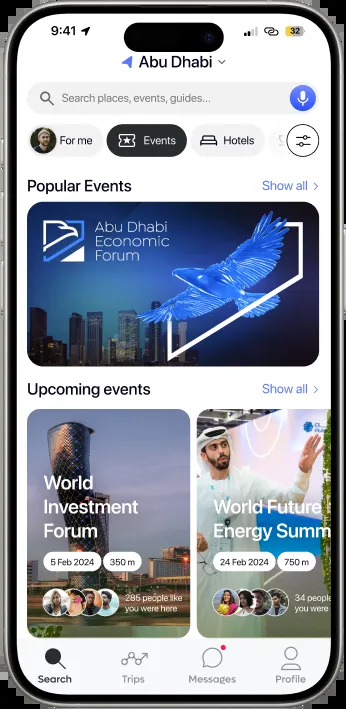 9:41
32
Abu Dhabi
Search places, events, guides...
For me
Events
Hotels
Popular Events
Show all
Abu Dhabi
Economic
Forum
Upcoming events
Show all
World
Investment
Forum
5 Feb 2024
350 m
285 people like
you were here
World Future
Energy Summ
24 Feb 2024
750 m
34 people
you were
Search
Trips
Messages
Profile